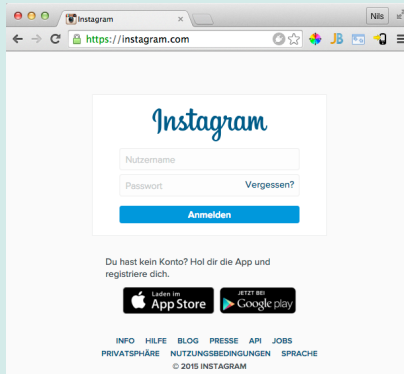 Instagram
Nils
https://instagram.com
JB
Instagram
Nutzername
Passwort Vergessen?
Anmelden
Du hast kein Konto? Hol dir die App und
registriere dich.
Laden im
App Store
JETZT BEI
Google play
INFO HILFE BLOG PRESSE API JOBS
PRIVATSPHÄRE NUTZUNGSBEDINGUNGEN SPRACHE
© 2015 INSTAGRAM